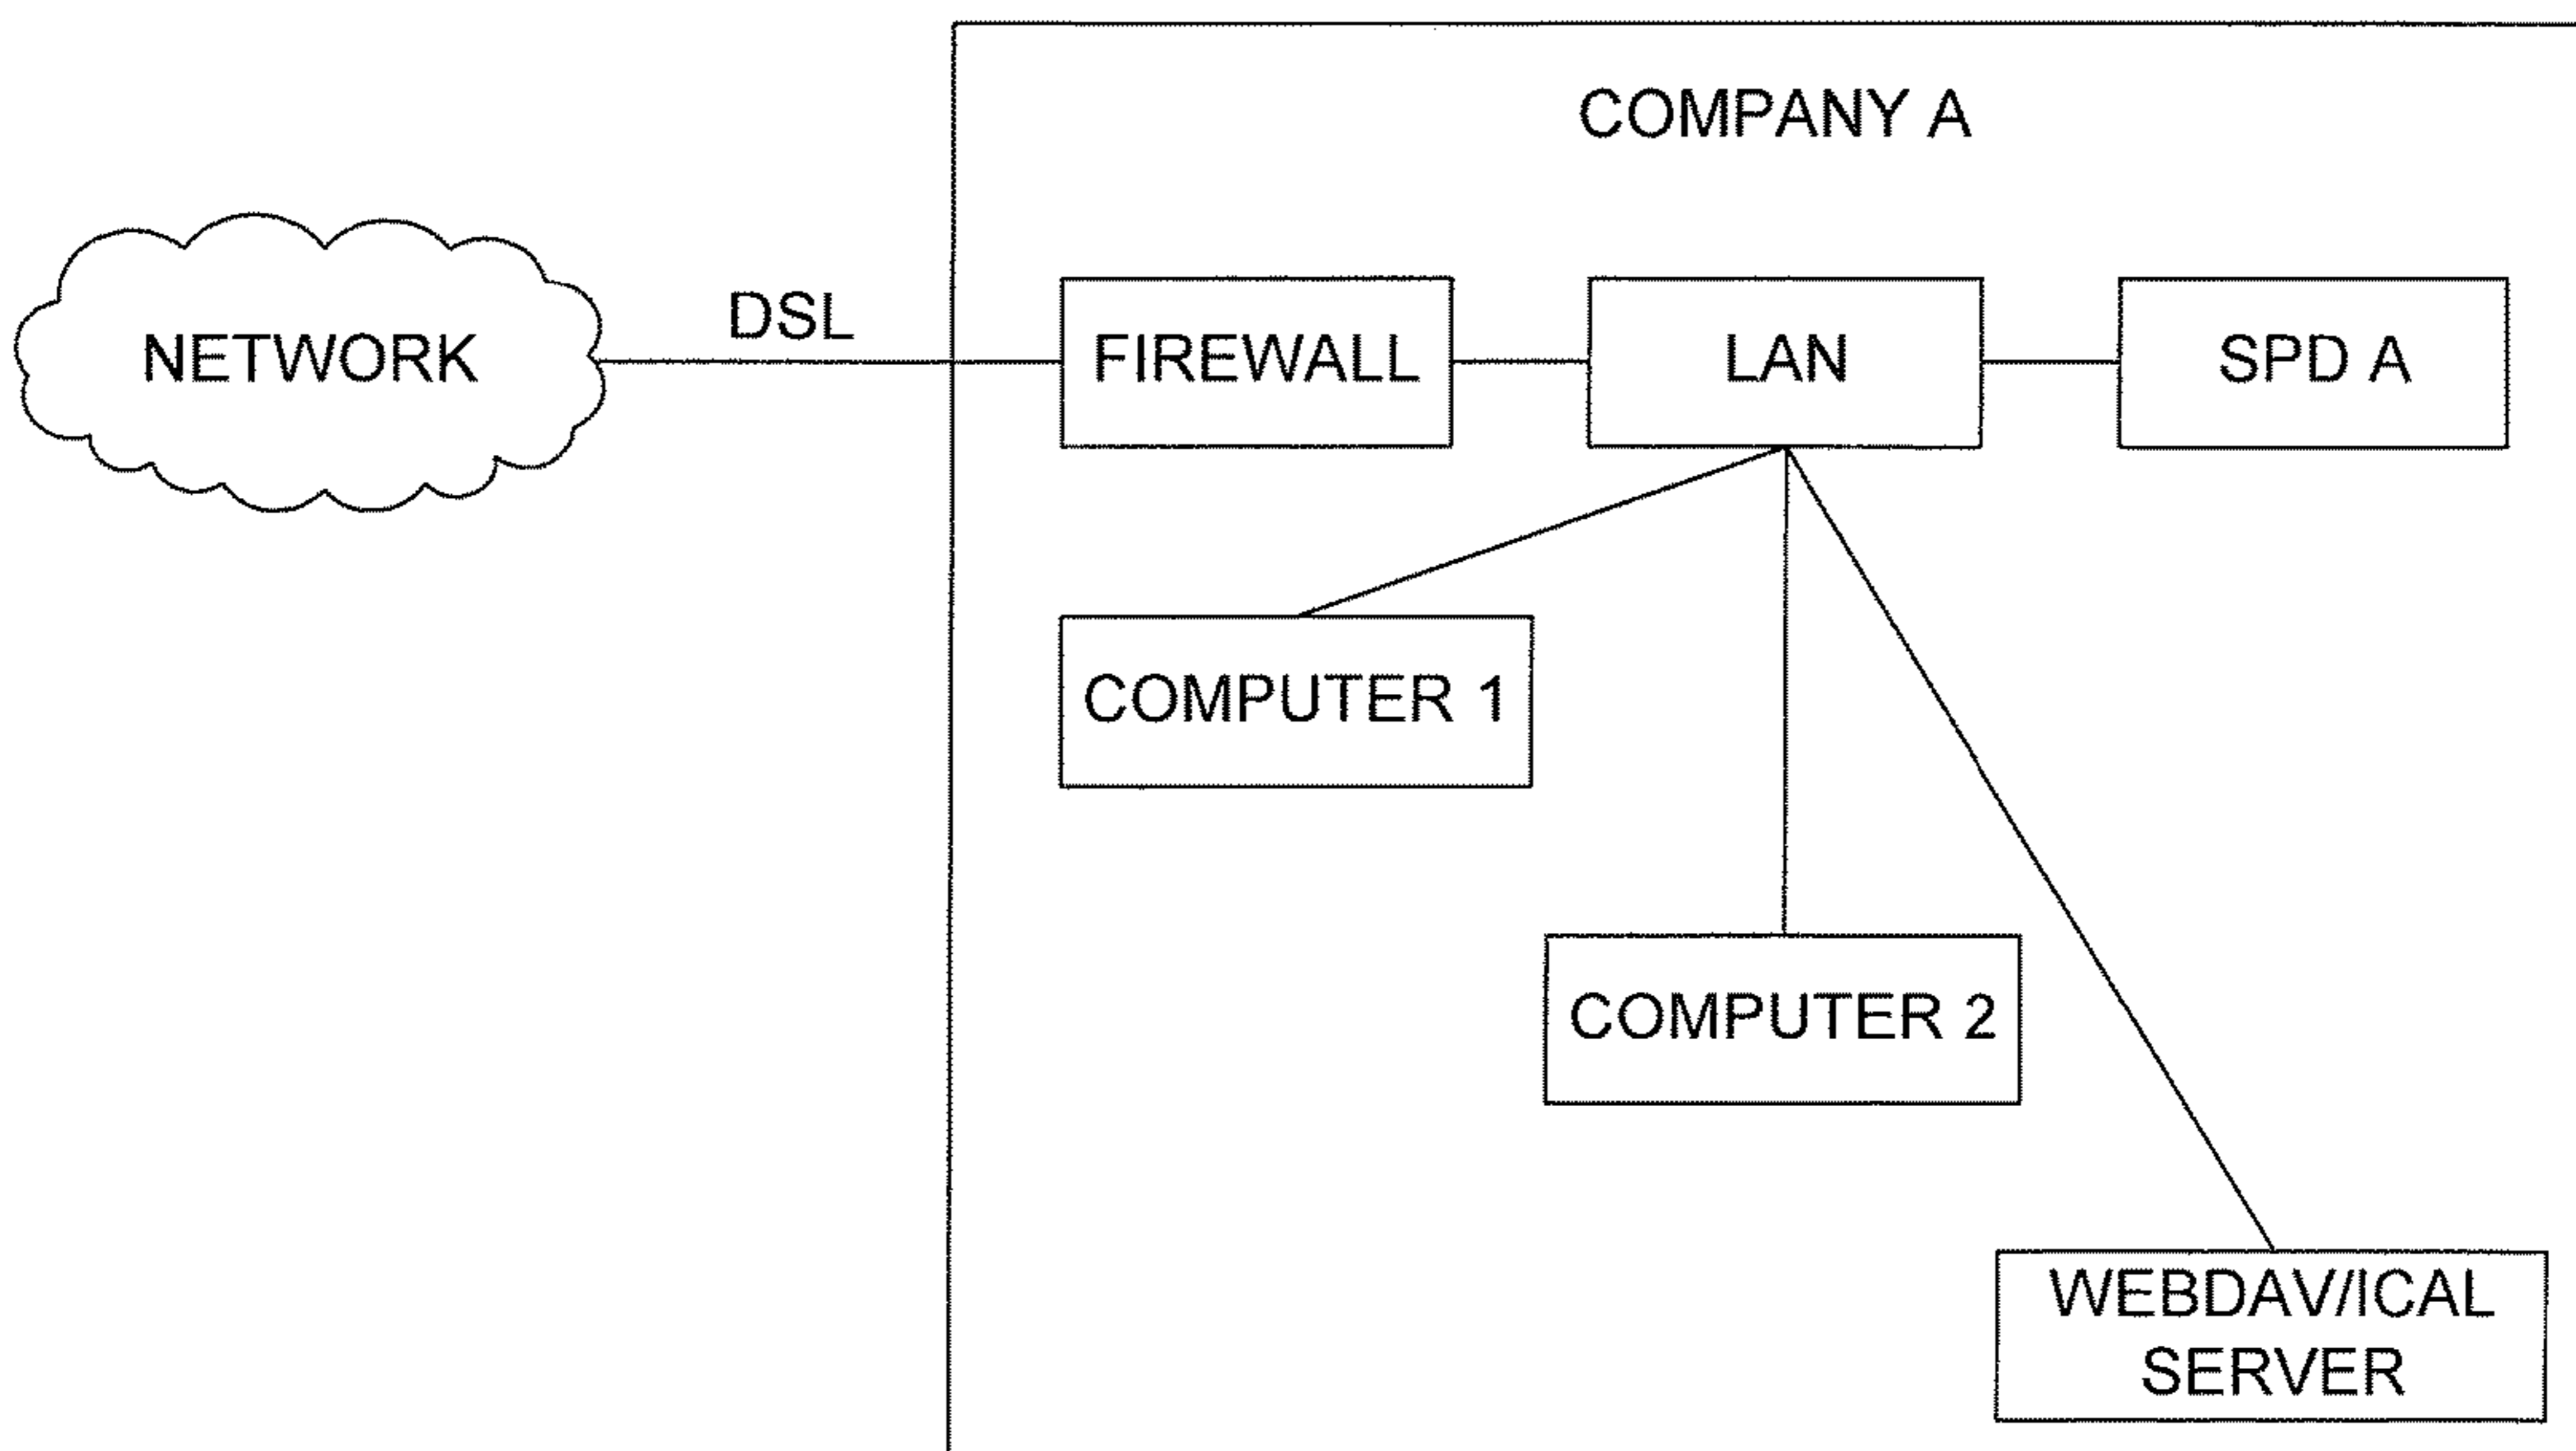 COMPANY A
NETWORK
DSL
FIREWALL
LAN
SPD A
COMPUTER 1
COMPUTER 2
WEBDAV/ICAL
SERVER